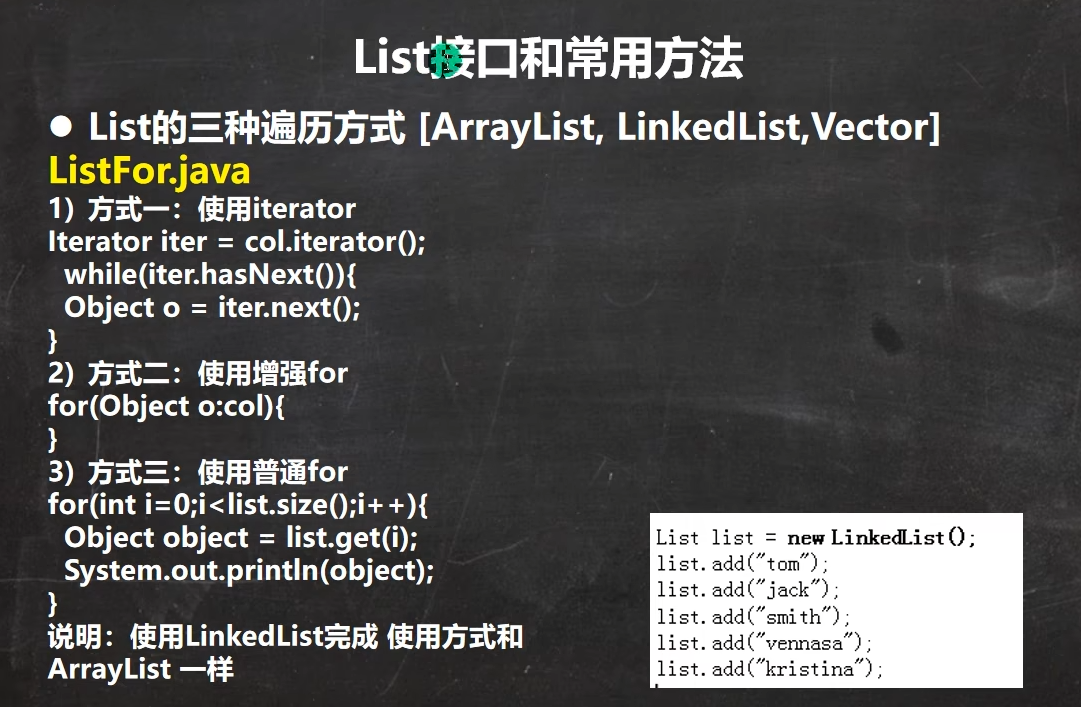 List接口和常用方法
● List的三种遍历方式 [ArrayList, LinkedList,Vector]
ListFor.java
1) 方式一：使用iterator
Iterator iter = col.iterator();
while(iter.hasNext()){
Object o = iter.next();
}
2) 方式二：使用增强for
for(Object o:col){
}
3) 方式三：使用普通for
for(int i=0;i<list.size();i++){
Object object = list.get(i);
System.out.println(object);
}
说明：使用LinkedList完成 使用方式和
ArrayList 一样
List list = new LinkedList();
list.add("tom");
list.add("jack");
list.add("smith");
list.add("vennasa");
list.add("kristina");